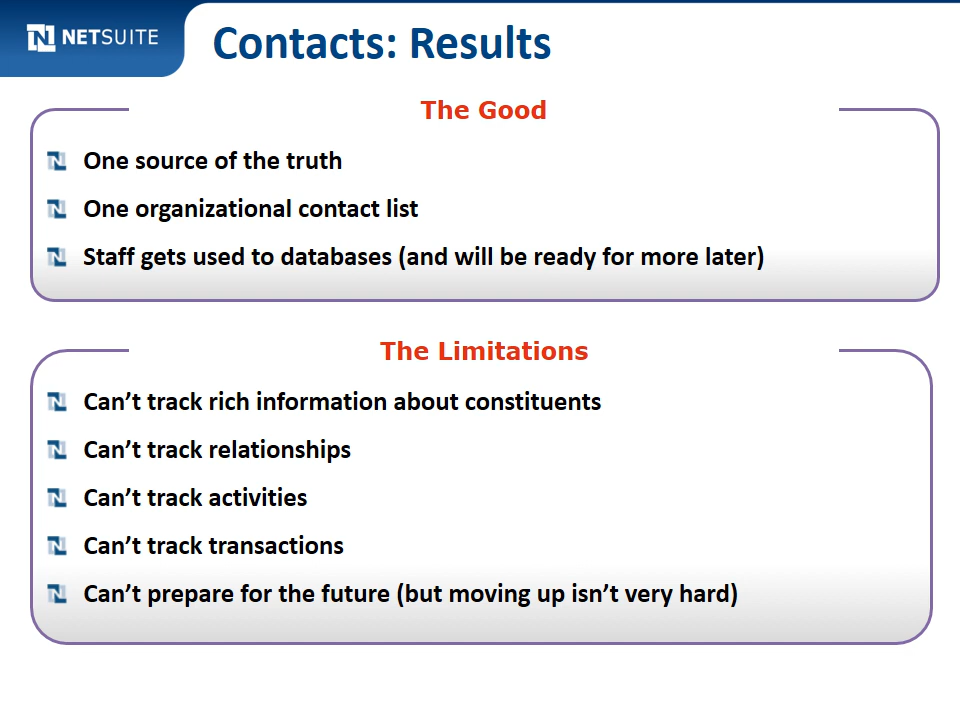 NETSUITE
Contacts: Results
The Good
One source of the truth
One organizational contact list
Staff gets used to databases (and will be ready for more later)
The Limitations
Can’t track rich information about constituents
Can’t track relationships
Can’t track activities
Can’t track transactions
Can’t prepare for the future (but moving up isn’t very hard)